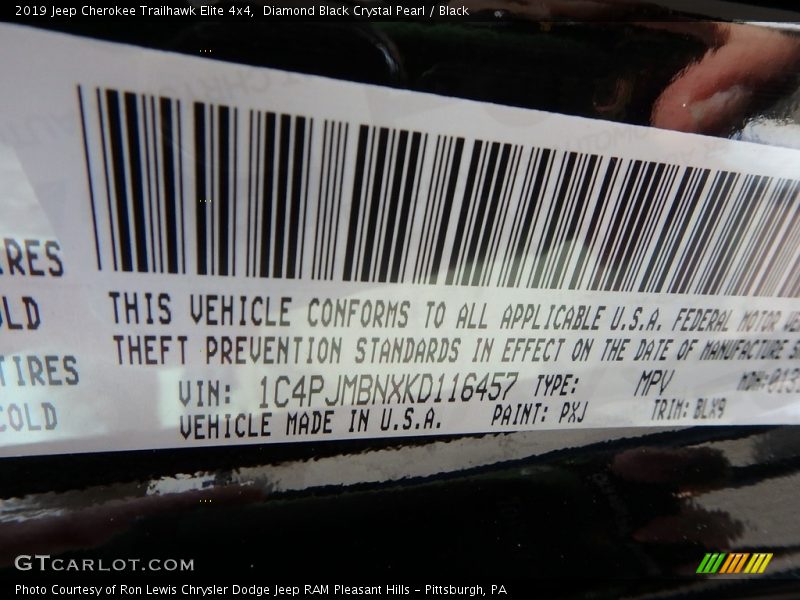 2019 Jeep Cherokee Trailhawk Elite 4x4,  Diamond Black Crystal Pearl / Black
IRES
OLD
TIRES
COLD
THIS VEHICLE CONFORMS TO ALL APPLICABLE U.S.A. FEDERAL MOTOR VE
THEFT PREVENTION STANDARDS IN EFFECT ON THE DATE OF MANUFACTURE S
VIN: 1C4PJMBNXKD116457 TYPE: MPV MDH:
VEHICLE MADE IN U.S.A. PAINT: PXJ TRIM: BLX9
GTCARLOT.COM
Photo Courtesy of Ron Lewis Chrysler Dodge Jeep RAM Pleasant Hills - Pittsburgh, PA